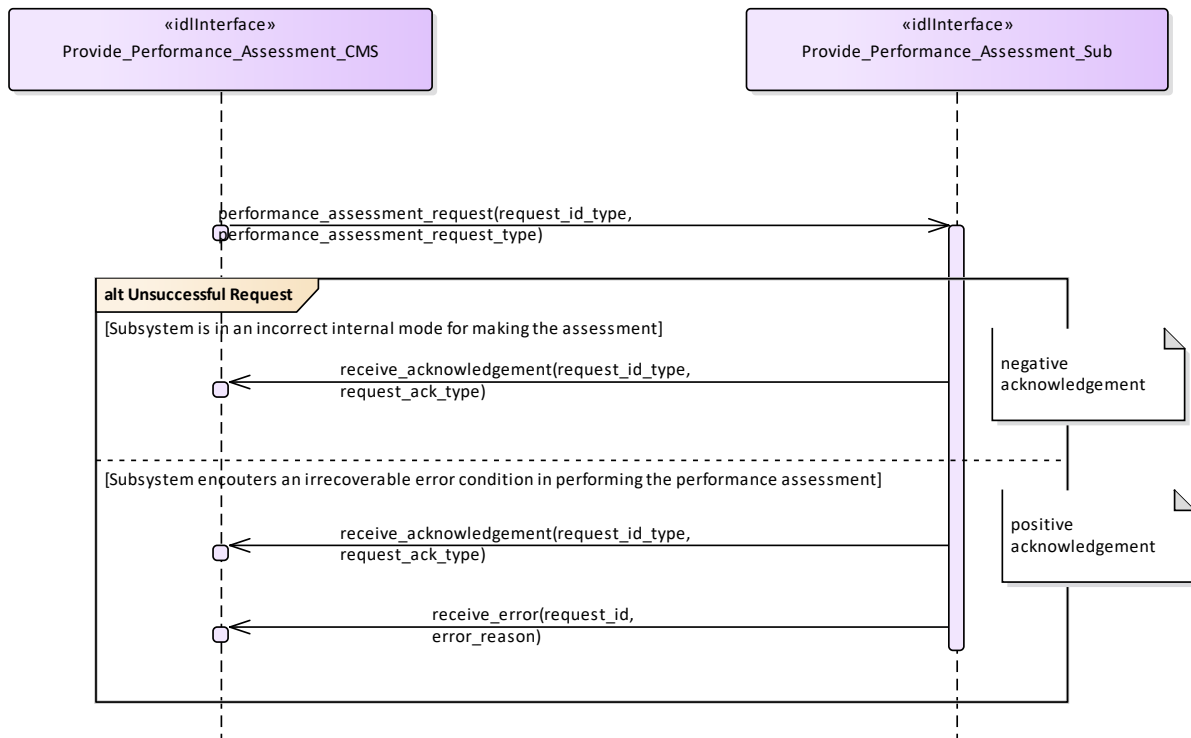 «idlInterface»
Provide_Performance_Assessment_CMS
«idlInterface»
Provide_Performance_Assessment_Sub
performance_assessment_request(request_id_type,
performance_assessment_request_type)
alt Unsuccessful Request
[Subsystem is in an incorrect internal mode for making the assessment]
receive_acknowledgement(request_id_type,
request_ack_type)
negative
acknowledgement
[Subsystem encouters an irrecoverable error condition in performing the performance assessment]
receive_acknowledgement(request_id_type,
request_ack_type)
positive
acknowledgement
receive_error(request_id,
error_reason)